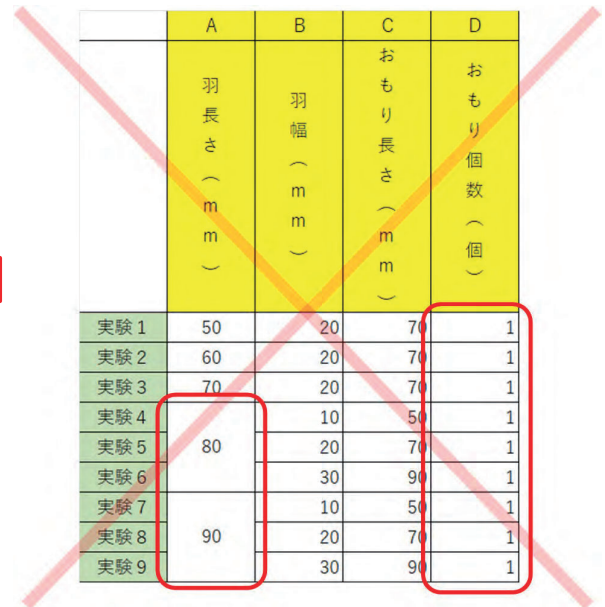 A B C D
羽長さ（mm） 羽幅（mm） おもり長さ（mm） おもり個数（個）
実験1 50 20 70 1
実験2 60 20 70 1
実験3 70 20 70 1
実験4 10 50 1
実験5 80 20 70 1
実験6 30 90 1
実験7 10 50 1
実験8 90 20 70 1
実験9 30 90 1